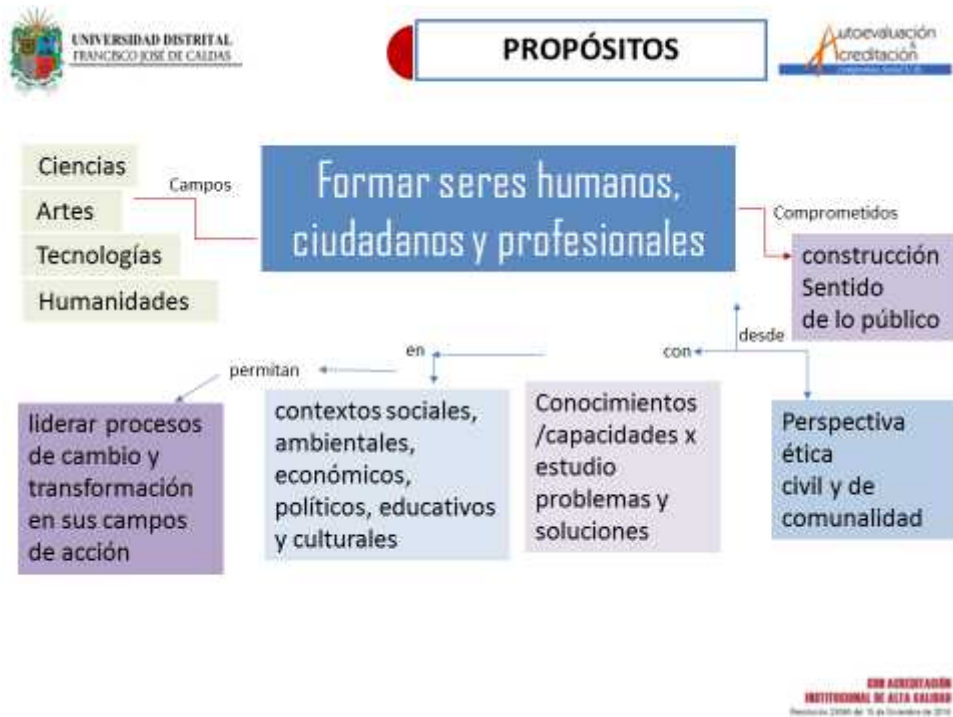 UNIVERSIDAD DISTRITAL
FRANCISCO JOSÉ DE CALDAS
PROPÓSITOS
Autoevaluación
&
Acreditación
Ciencias
Artes
Tecnologías
Humanidades
Campos
Formar seres humanos,
ciudadanos y profesionales
Comprometidos
construcción
Sentido
de lo público
desde
con
en
permitan
liderar procesos
de cambio y
transformación
en sus campos
de acción
contextos sociales,
ambientales,
económicos,
políticos, educativos
y culturales
Conocimientos
/capacidades x
estudio
problemas y
soluciones
Perspectiva
ética
civil y de
comunalidad
CON ACREDITACIÓN
INSTITUCIONAL DE ALTA CALIDAD